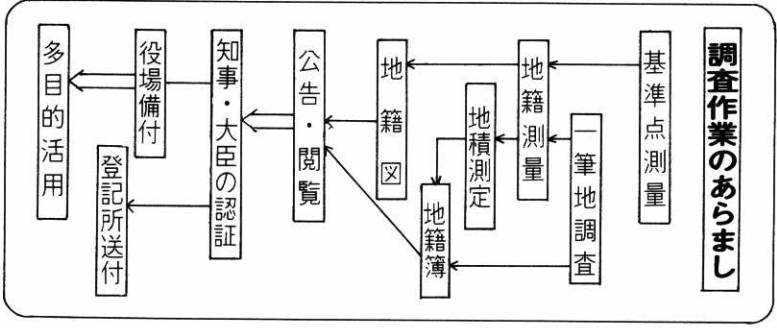 調査作業のあらまし
基準点測量
一筆地調査
地籍測量
地積測定
地籍簿
地籍図
公告・閲覧
知事・大臣の認証
役場備付
登記所送付
多目的活用